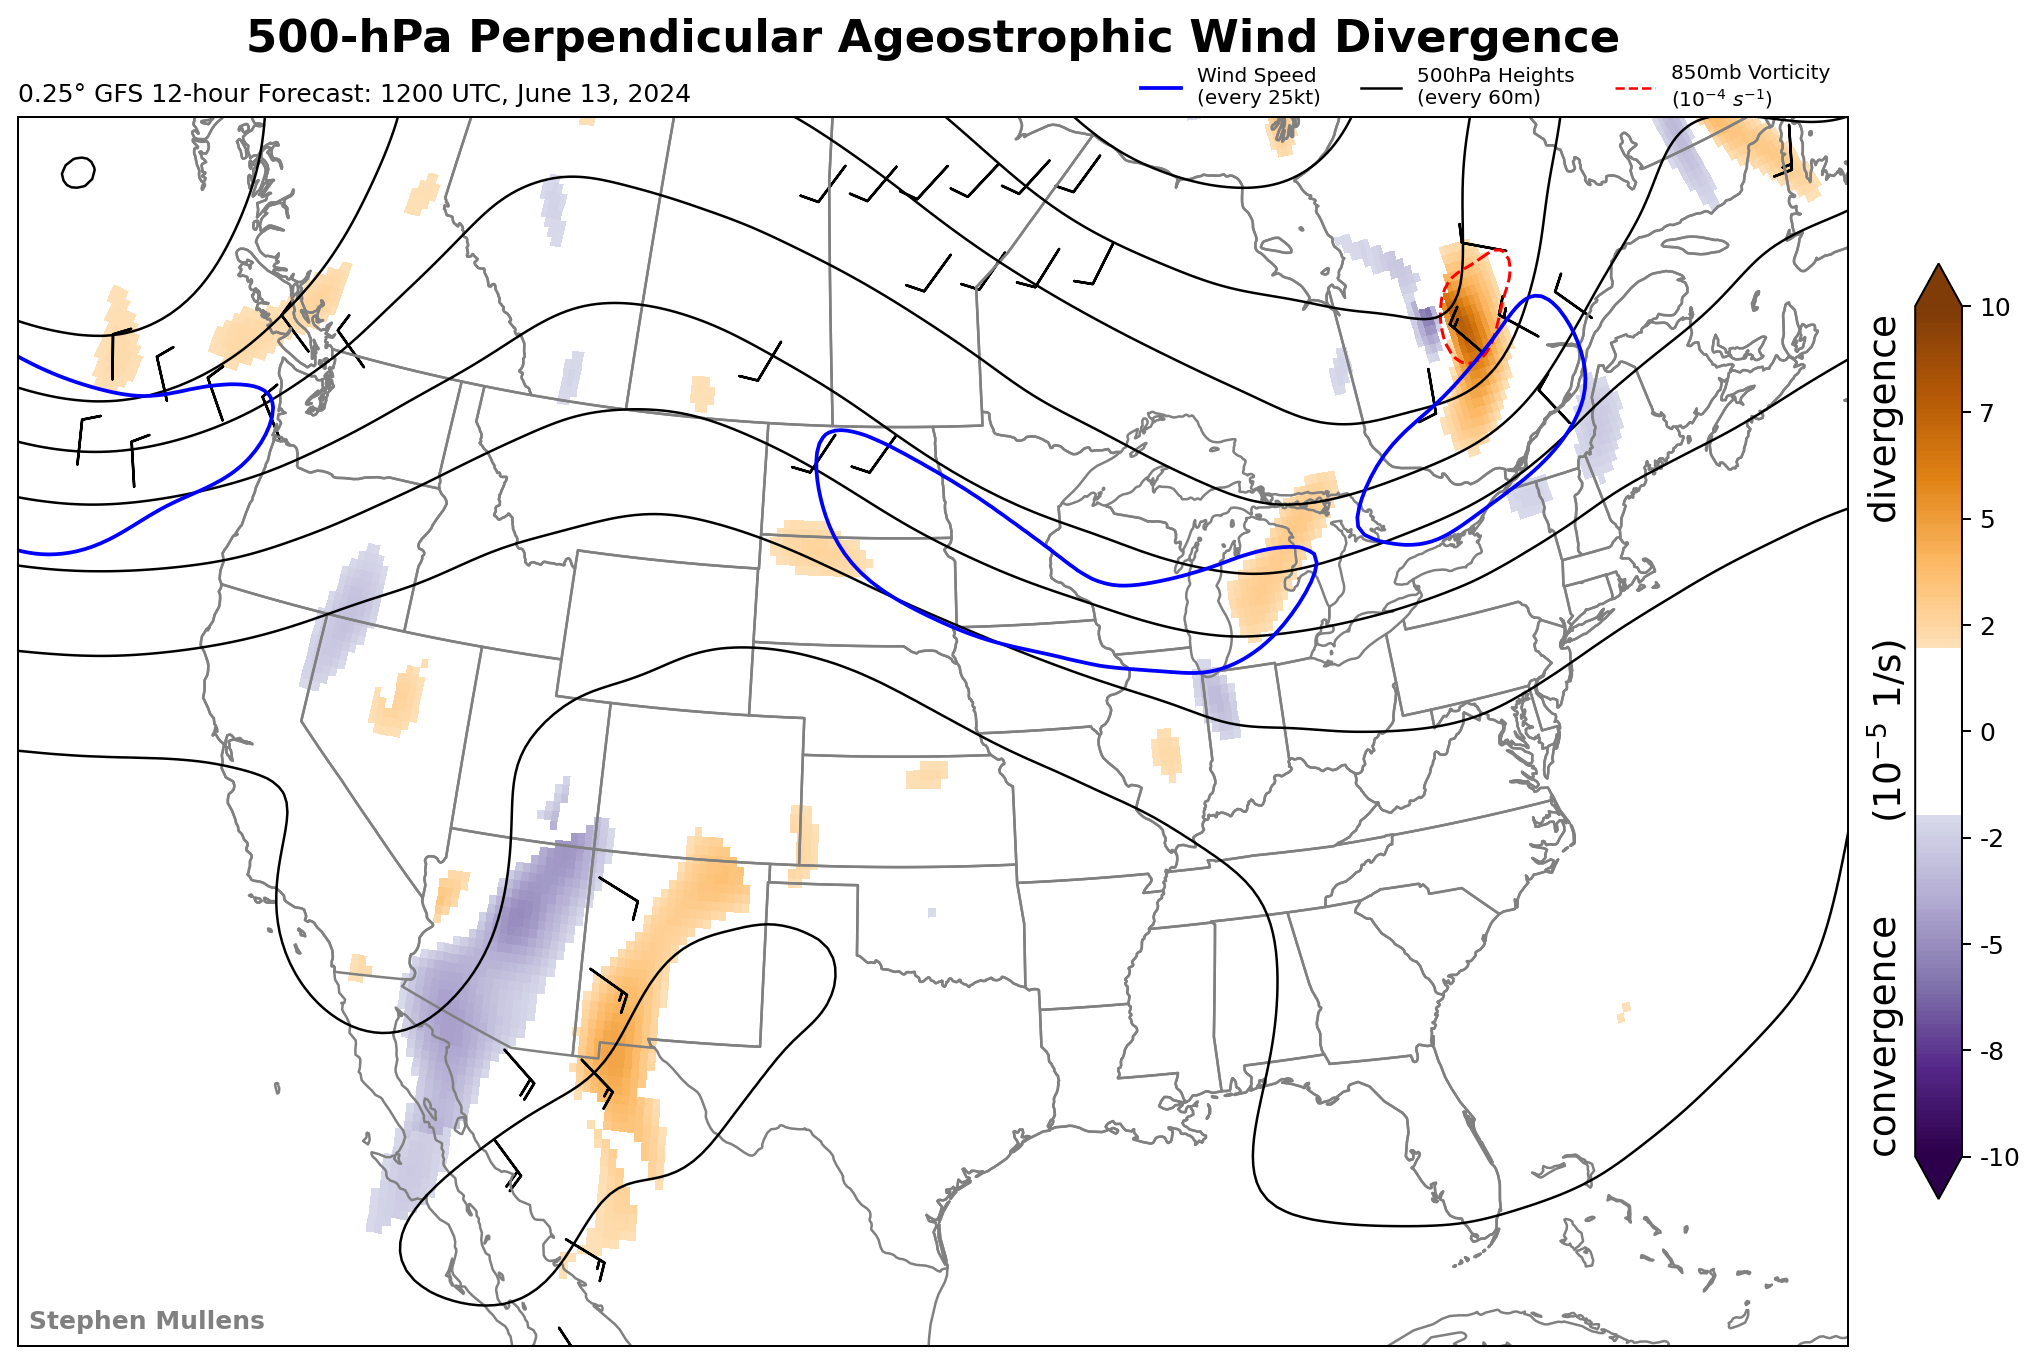 500-hPa Perpendicular Ageostrophic Wind Divergence
0.25° GFS 12-hour Forecast: 1200 UTC, June 13, 2024
Wind Speed
(every 25kt)
500hPa Heights
(every 60m)
850mb Vorticity
(10⁻⁴ s⁻¹)
10
7
5
2
0
-2
-5
-8
-10
convergence (10⁻⁵ 1/s) divergence
Stephen Mullens